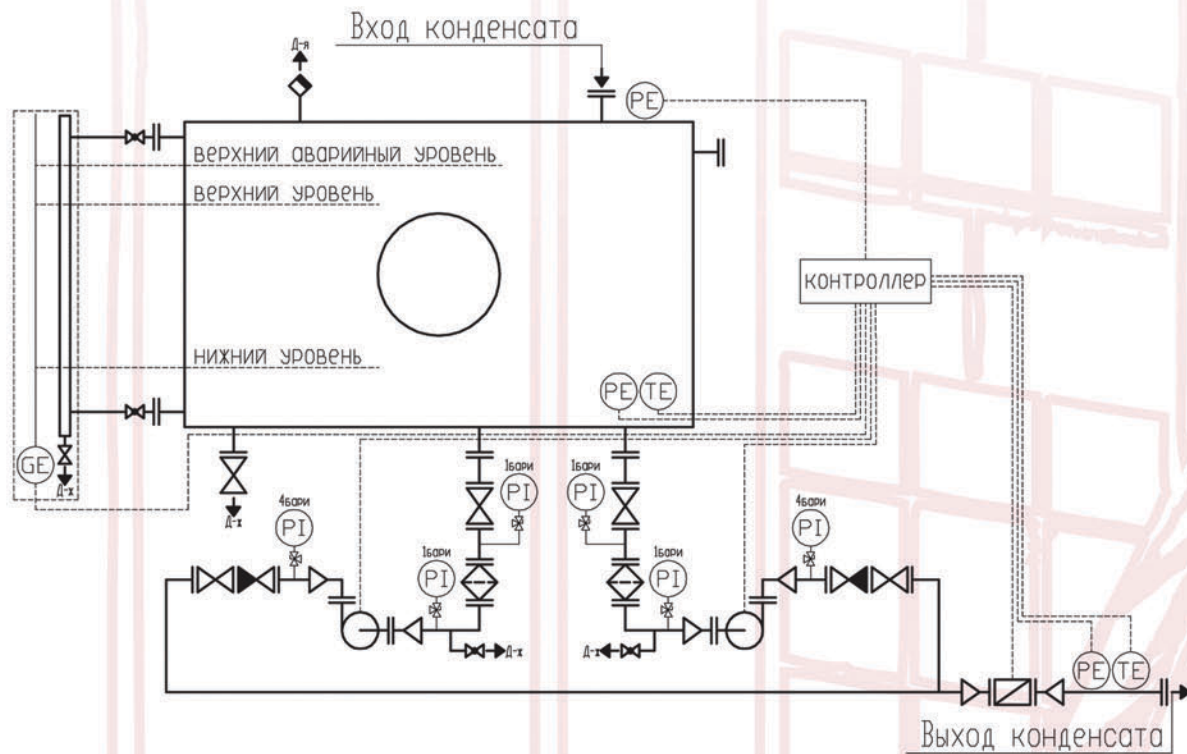 Вход конденсата
Д-я
PE
ВЕРХНИЙ АВАРИЙНЫЙ УРОВЕНЬ
ВЕРХНИЙ УРОВЕНЬ
КОНТРОЛЛЕР
НИЖНИЙ УРОВЕНЬ
PE TE
GE
Д-х
Д-х
1бари
PI
1бари
PI
4бари
PI
4бари
PI
1бари
PI
1бари
PI
Д-х
Д-х
PE TE
Выход конденсата